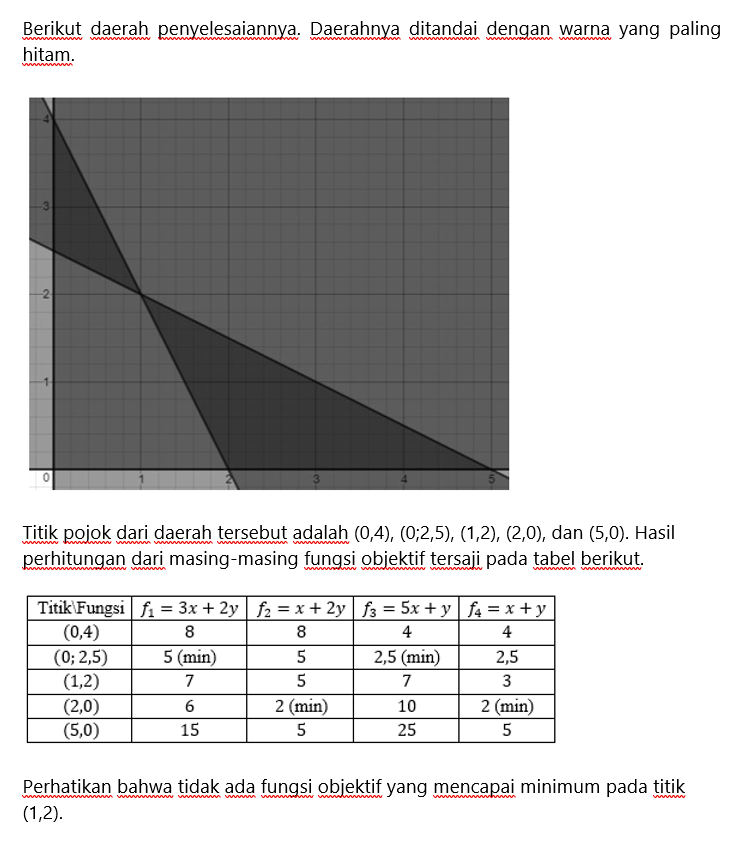 Berikut daerah penyelesaiannya. Daerahnya ditandai dengan warna yang paling
hitam.
4
3
2
1
0 1 2 3 4 5
Titik pojok dari daerah tersebut adalah (0,4), (0;2,5), (1,2), (2,0), dan (5,0). Hasil
perhitungan dari masing-masing fungsi objektif tersaji pada tabel berikut.
Titik\Fungsi f₁ = 3x + 2y f₂ = x + 2y f₃ = 5x + y f₄ = x + y
(0,4) 8 8 4 4
(0; 2,5) 5 (min) 5 2,5 (min) 2,5
(1,2) 7 5 7 3
(2,0) 6 2 (min) 10 2 (min)
(5,0) 15 5 25 5
Perhatikan bahwa tidak ada fungsi objektif yang mencapai minimum pada titik
(1,2).